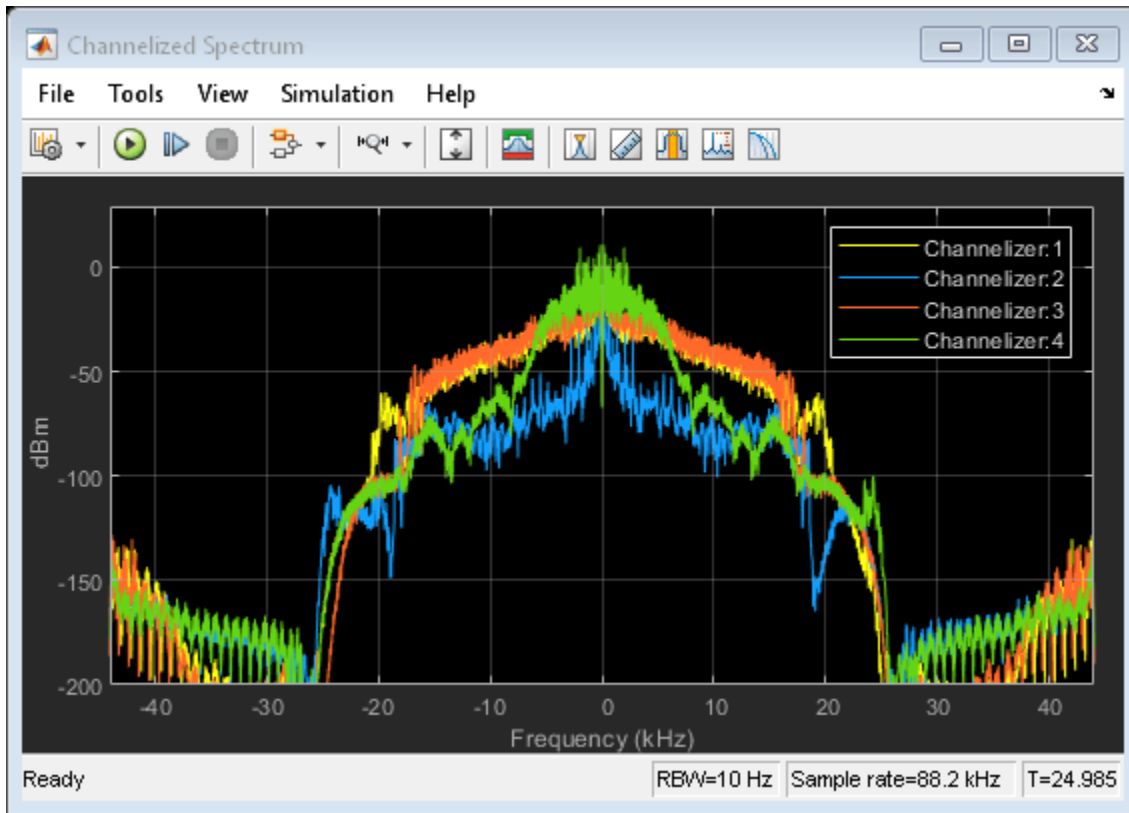 Channelized Spectrum
File Tools View Simulation Help
Channelizer:1
Channelizer:2
Channelizer:3
Channelizer:4
0
-50
-100
-150
-200
dBm
-40 -30 -20 -10 0 10 20 30 40
Frequency (kHz)
Ready RBW=10 Hz Sample rate=88.2 kHz T=24.985